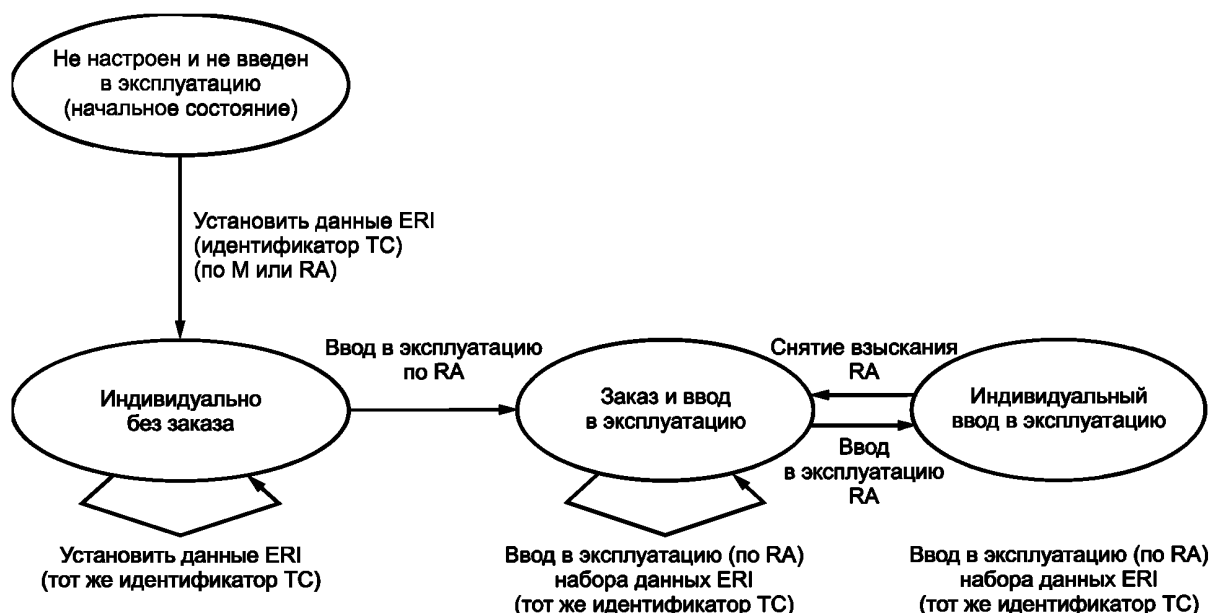 Не настроен и не введен
в эксплуатацию
(начальное состояние)
Установить данные ERI
(идентификатор ТС)
(по М или RA)
Ввод в эксплуатацию
по RA
Снятие взыскания
RA
Индивидуально
без заказа
Заказ и ввод
в эксплуатацию
Индивидуальный
ввод в эксплуатацию
Ввод
в эксплуатацию
RA
Установить данные ERI
(тот же идентификатор ТС)
Ввод в эксплуатацию (по RA)
набора данных ERI
(тот же идентификатор ТС)
Ввод в эксплуатацию (по RA)
набора данных ERI
(тот же идентификатор ТС)